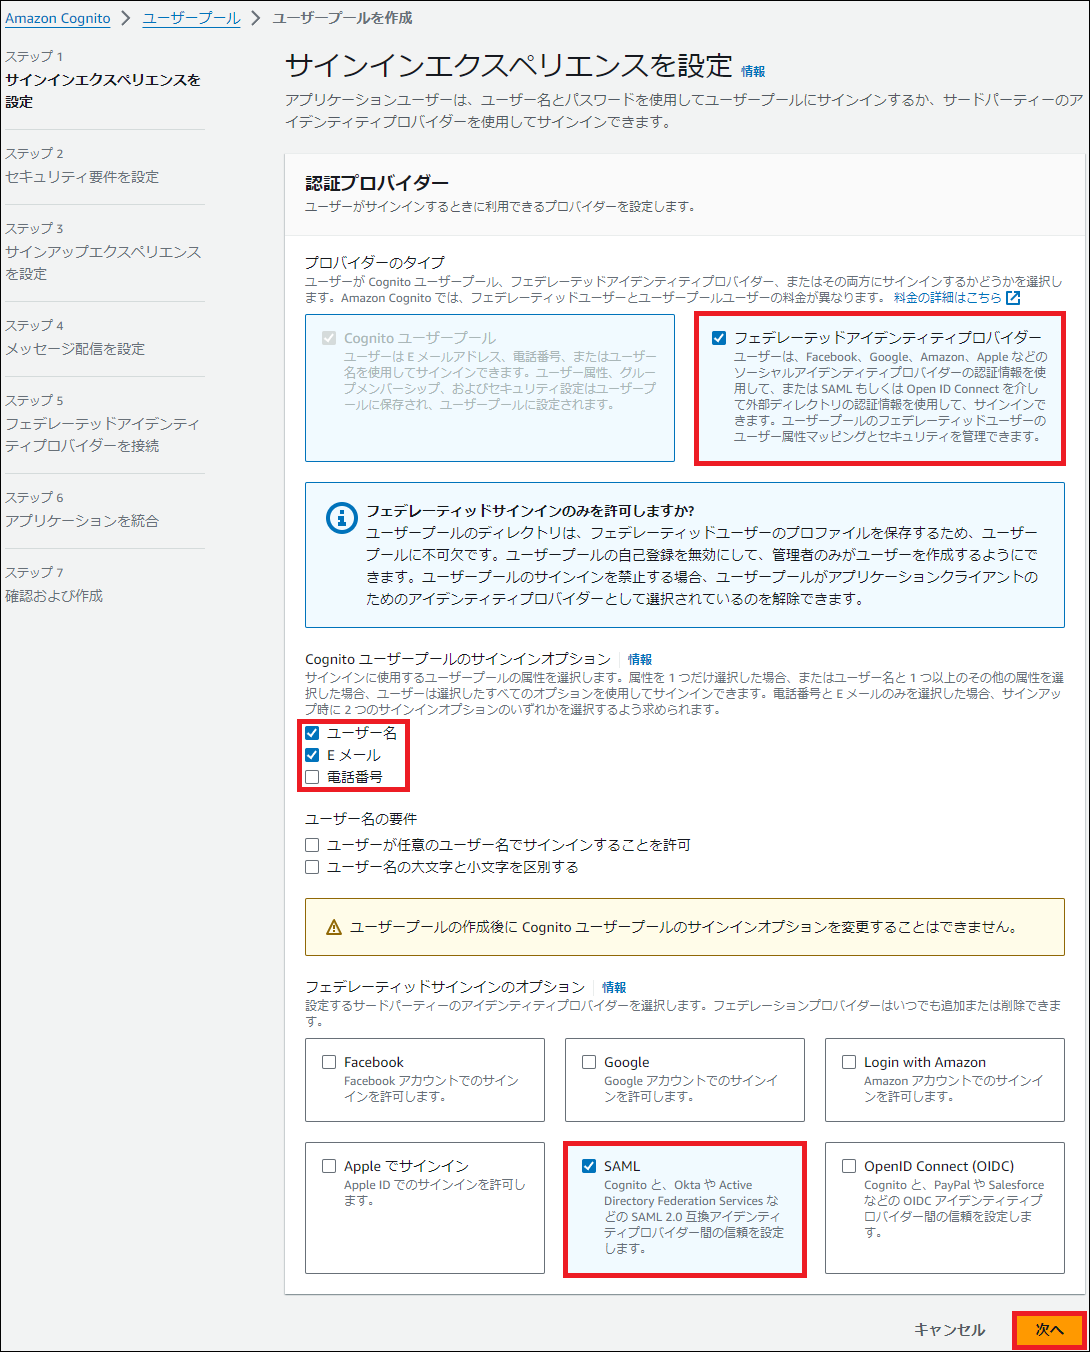 Amazon Cognito > ユーザープール > ユーザープールを作成
ステップ 1
サインインエクスペリエンスを
設定
ステップ 2
セキュリティ要件を設定
ステップ 3
サインアップエクスペリエンス
を設定
ステップ 4
メッセージ配信を設定
ステップ 5
フェデレーテッドアイデンティ
ティプロバイダーを接続
ステップ 6
アプリケーションを統合
ステップ 7
確認および作成
サインインエクスペリエンスを設定 情報
アプリケーションユーザーは、ユーザー名とパスワードを使用してユーザープールにサインインするか、サードパーティーのア
イデンティティプロバイダーを使用してサインインできます。
認証プロバイダー
ユーザーがサインインするときに利用できるプロバイダーを設定します。
プロバイダーのタイプ
ユーザーが Cognito ユーザープール、フェデレーテッドアイデンティティプロバイダー、またはその両方にサインインするかどうかを選択し
ます。Amazon Cognito では、フェデレーティッドユーザーとユーザープールユーザーの料金が異なります。 料金の詳細はこちら
Cognito ユーザープール
ユーザーは E メールアドレス、電話番号、またはユーザー
名を使用してサインインできます。ユーザー属性、グルー
プメンバーシップ、およびセキュリティ設定はユーザープ
ールに保存され、ユーザープールに設定されます。
フェデレーテッドアイデンティティプロバイダー
ユーザーは、Facebook、Google、Amazon、Apple などの
ソーシャルアイデンティティプロバイダーの認証情報を使
用して、または SAML もしくは Open ID Connect を介し
て外部ディレクトリの認証情報を使用して、サインインで
きます。ユーザープールのフェデレーティッドユーザーの
ユーザー属性マッピングとセキュリティを管理できます。
フェデレーティッドサインインのみを許可しますか?
ユーザープールのディレクトリは、フェデレーティッドユーザーのプロファイルを保存するため、ユーザー
プールに不可欠です。ユーザープールの自己登録を無効にして、管理者のみがユーザーを作成するようにで
きます。ユーザープールのサインインを禁止する場合、ユーザープールがアプリケーションクライアントの
ためのアイデンティティプロバイダーとして選択されているのを解除できます。
Cognito ユーザープールのサインインオプション 情報
サインインに使用するユーザープールの属性を選択します。属性を 1 つだけ選択した場合、またはユーザー名と 1 つ以上のその他の属性を選
択した場合、ユーザーは選択したすべてのオプションを使用してサインインできます。電話番号と E メールのみを選択した場合、サインアッ
プ時に 2 つのサインインオプションのいずれかを選択するよう求められます。
ユーザー名
E メール
電話番号
ユーザー名の要件
ユーザーが任意のユーザー名でサインインすることを許可
ユーザー名の大文字と小文字を区別する
ユーザープールの作成後に Cognito ユーザープールのサインインオプションを変更することはできません。
フェデレーティッドサインインのオプション 情報
設定するサードパーティーのアイデンティティプロバイダーを選択します。フェデレーションプロバイダーはいつでも追加または削除できま
す。
Facebook
Facebook アカウントでのサイン
インを許可します。
Google
Google アカウントでのサインイ
ンを許可します。
Login with Amazon
Amazon アカウントでのサインイ
ンを許可します。
Apple でサインイン
Apple ID でのサインインを許可し
ます。
SAML
Cognito と、Okta や Active
Directory Federation Services な
どの SAML 2.0 互換アイデンティ
ティプロバイダー間の信頼を設定
します。
OpenID Connect (OIDC)
Cognito と、PayPal や Salesforce
などの OIDC アイデンティティプ
ロバイダー間の信頼を設定しま
す。
キャンセル
次へ